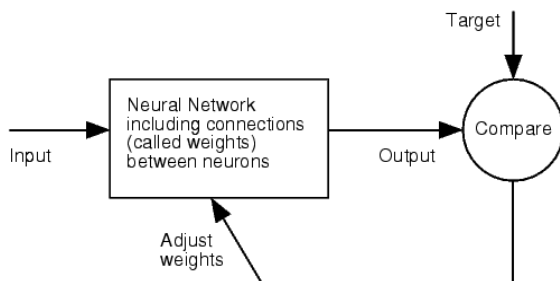 Target
Neural Network
including connections
(called weights)
between neurons
Compare
Input
Output
Adjust
weights